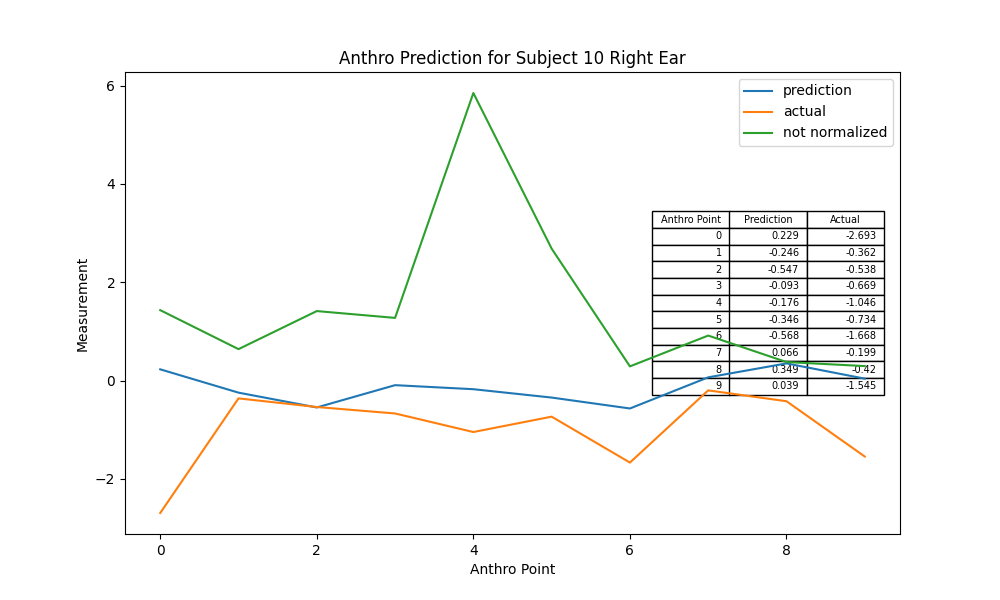 Anthro Prediction for Subject 10 Right Ear
6
4
2
0
−2
Measurement
prediction
actual
not normalized
Anthro Point Prediction Actual
0 0.229 -2.693
1 -0.246 -0.362
2 -0.547 -0.538
3 -0.093 -0.669
4 -0.176 -1.046
5 -0.346 -0.734
6 -0.568 -1.668
7 0.066 -0.199
8 0.349 -0.42
9 0.039 -1.545
0 2 4 6 8
Anthro Point